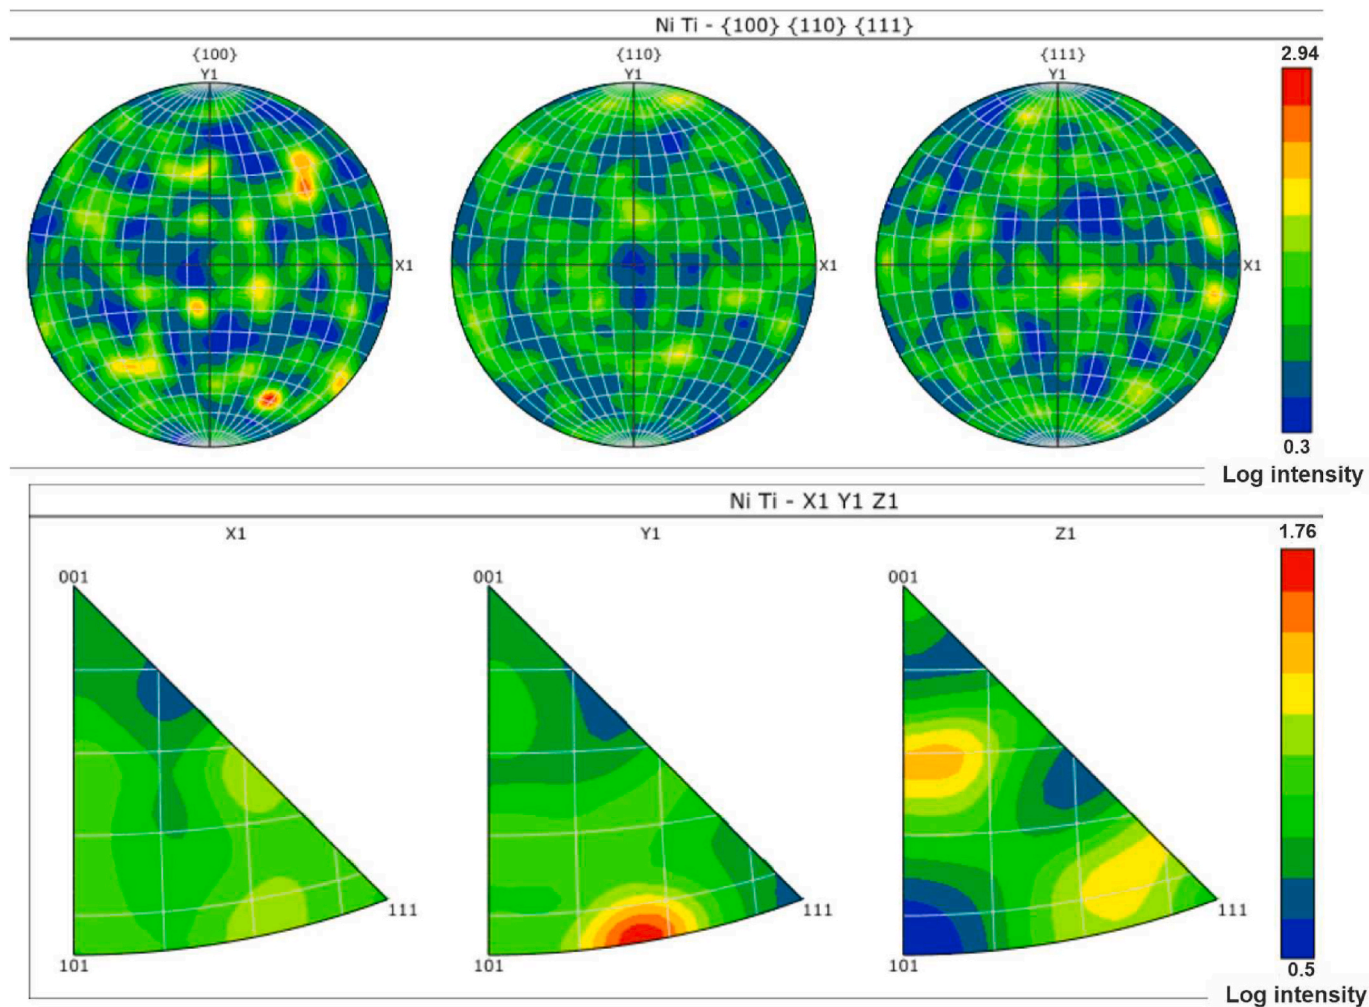 Ni Ti - {100} {110} {111}
{100} {110} {111} 2.94
Y1 Y1 Y1
X1 X1 X1
0.3
Log intensity
Ni Ti - X1 Y1 Z1
X1 Y1 Z1 1.76
001 001 001
111 111 111
101 101 101 0.5
Log intensity